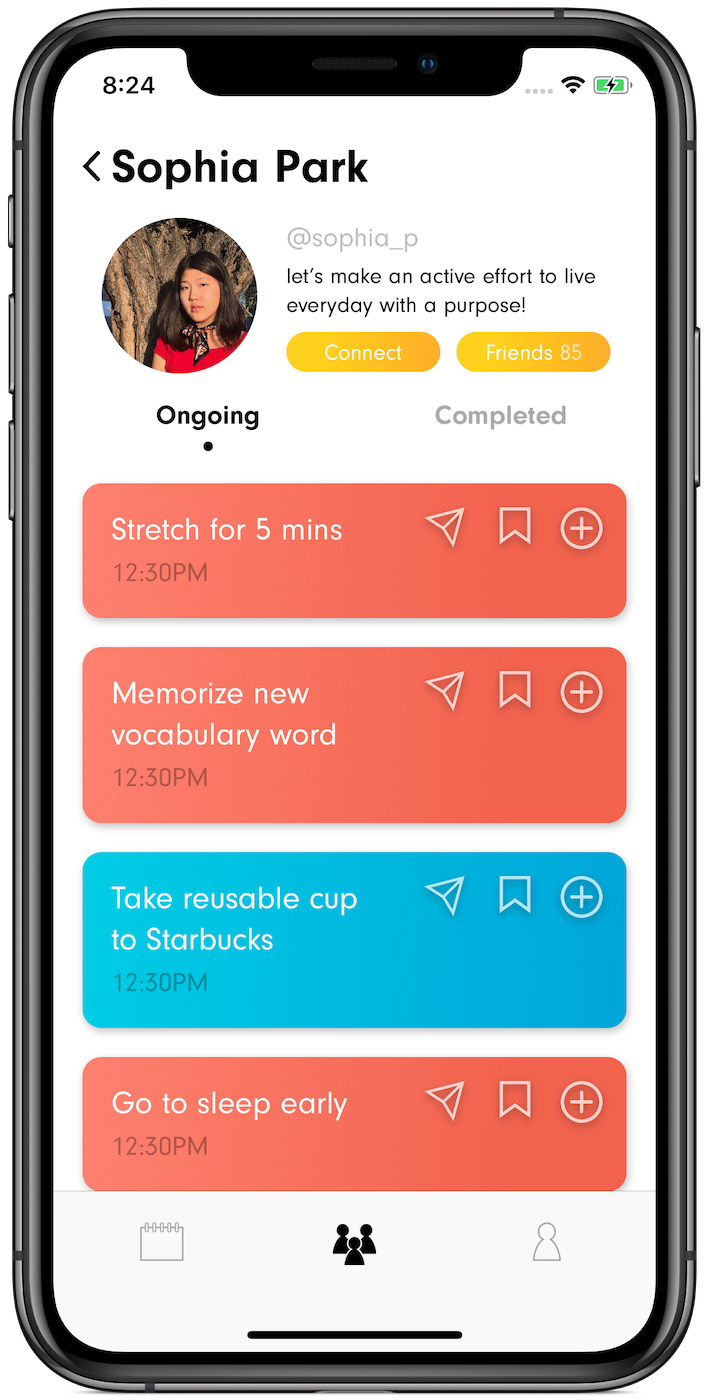 8:24
Sophia Park
@sophia_p
let’s make an active effort to live
everyday with a purpose!
Connect
Friends 85
Ongoing
Completed
Stretch for 5 mins
12:30PM
Memorize new
vocabulary word
12:30PM
Take reusable cup
to Starbucks
12:30PM
Go to sleep early
12:30PM